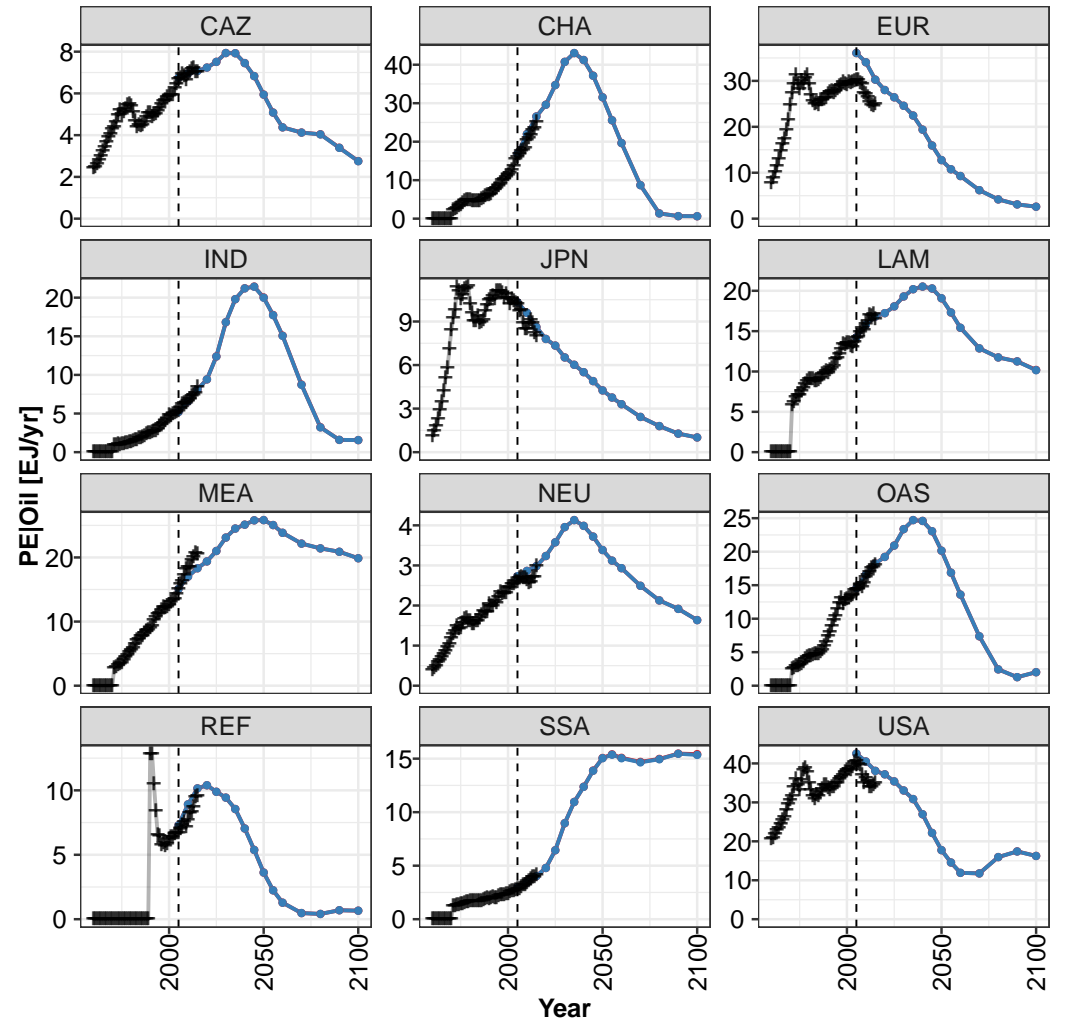 CAZ CHA EUR
8 40 30
6 30 20
4 20 10
2 10 0
0 0
IND JPN LAM
20 9 20
15 6 15
10 3 10
5 0 5
0 0
MEA NEU OAS
20 4 25
10 3 20
0 2 15
1 10
0 5
0
REF SSA USA
10 15 40
5 10 30
0 5 20
0 10
0
2000 2050 2100 2000 2050 2100 2000 2050 2100
Year
PE|Oil [EJ/yr]